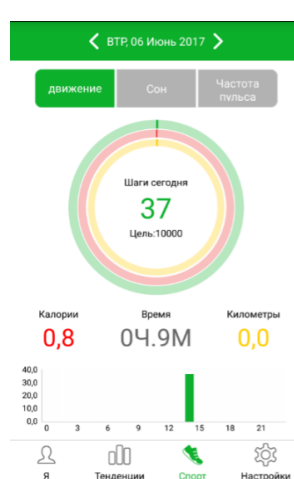 ВТР, 06 Июнь 2017
движение Сон Частота пульса
Шаги сегодня
37
Цель:10000
Калории Время Километры
0,8 0Ч.9М 0,0
40,0
30,0
20,0
10,0
0,0
0 3 6 9 12 15 18 21
Я Тенденции Спорт Настройки